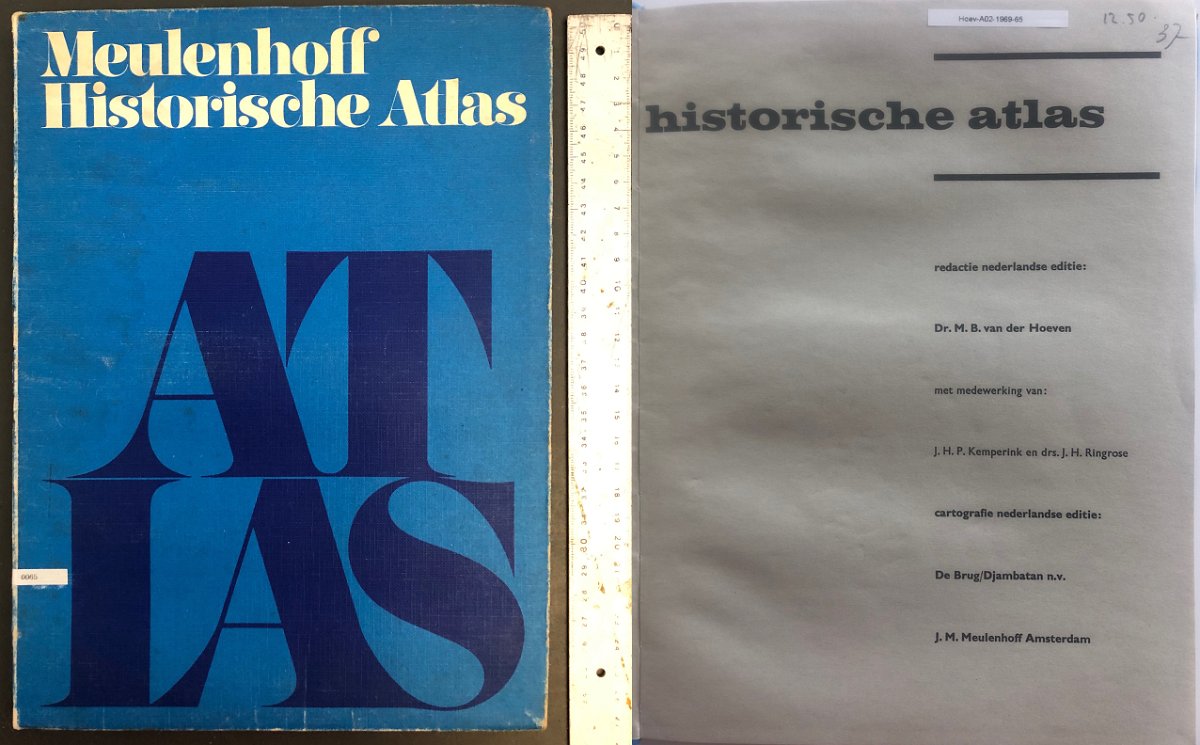 Meulenhoff
Historische Atlas
AT
LAS
0065
Hoev-A02-1969-65
12.50
37
historische atlas
redactie nederlandse editie:
Dr. M. B. van der Hoeven
met medewerking van:
J. H. P. Kemperink en drs. J. H. Ringrose
cartografie nederlandse editie:
De Brug/Djambatan n.v.
J. M. Meulenhoff Amsterdam